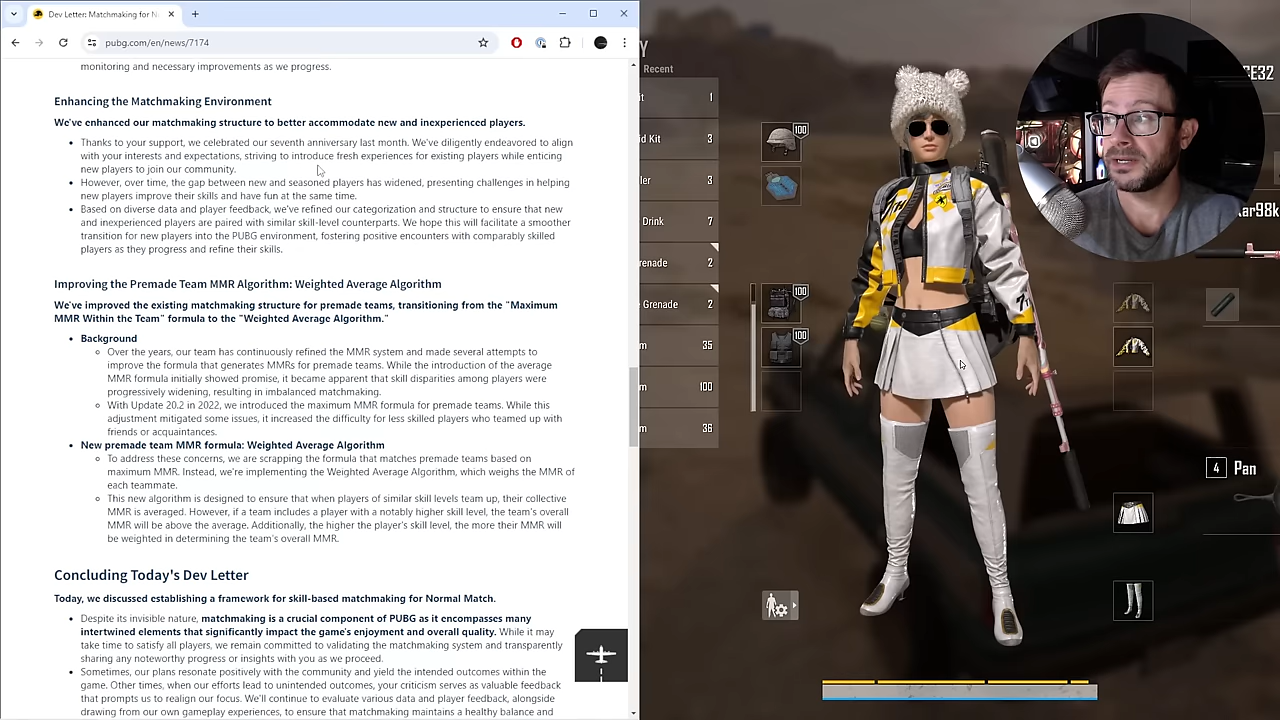 Dev Letter: Matchmaking for N
pubg.com/en/news/7174
monitoring and necessary improvements as we progress.
Enhancing the Matchmaking Environment
We've enhanced our matchmaking structure to better accommodate new and inexperienced players.
Thanks to your support, we celebrated our seventh anniversary last month. We've diligently endeavored to align
with your interests and expectations, striving to introduce fresh experiences for existing players while enticing
new players to join our community.
However, over time, the gap between new and seasoned players has widened, presenting challenges in helping
new players improve their skills and have fun at the same time.
Based on diverse data and player feedback, we've refined our categorization and structure to ensure that new
and inexperienced players are paired with similar skill-level counterparts. We hope this will facilitate a smoother
transition for new players into the PUBG environment, fostering positive encounters with comparably skilled
players as they progress and refine their skills.
Improving the Premade Team MMR Algorithm: Weighted Average Algorithm
We've improved the existing matchmaking structure for premade teams, transitioning from the "Maximum
MMR Within the Team" formula to the "Weighted Average Algorithm."
Background
Over the years, our team has continuously refined the MMR system and made several attempts to
improve the formula that generates MMRs for premade teams. While the introduction of the average
MMR formula initially showed promise, it became apparent that skill disparities among players were
progressively widening, resulting in imbalanced matchmaking.
With Update 20.2 in 2022, we introduced the maximum MMR formula for premade teams. While this
adjustment mitigated some issues, it increased the difficulty for less skilled players who teamed up with
friends or acquaintances.
New premade team MMR formula: Weighted Average Algorithm
To address these concerns, we are scrapping the formula that matches premade teams based on
maximum MMR. Instead, we're implementing the Weighted Average Algorithm, which weighs the MMR of
each teammate.
This new algorithm is designed to ensure that when players of similar skill levels team up, their collective
MMR is averaged. However, if a team includes a player with a notably higher skill level, the team's overall
MMR will be above the average. Additionally, the higher the player's skill level, the more their MMR will
be weighted in determining the team's overall MMR.
Concluding Today's Dev Letter
Today, we discussed establishing a framework for skill-based matchmaking for Normal Match.
Despite its invisible nature, matchmaking is a crucial component of PUBG as it encompasses many
intertwined elements that significantly impact the game's enjoyment and overall quality. While it may
take time to satisfy all players, we remain committed to validating the matchmaking system and transparently
sharing any noteworthy progress or insights with you as we proceed.
Sometimes, our plans resonate positively with the community and yield the intended outcomes within the
game. Other times, when our efforts lead to unintended outcomes, your criticism serves as valuable feedback
that prompts us to realign our focus. We'll continue to evaluate various data and player feedback, alongside
drawing from our own gameplay experiences, to ensure that matchmaking maintains a healthy balance and
Y
Recent
it 1
id Kit 3
ler 3
Drink 7
enade 2
Grenade 2
m 35
m 100
m 36
100
100
100
CE32
Kar98k
4 Pan